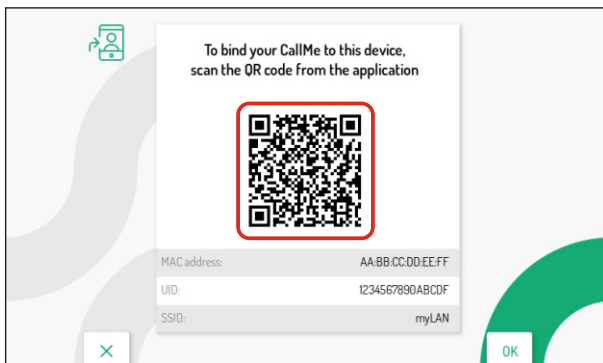 To bind your CallMe to this device,
scan the QR code from the application
MAC address: AA:BB:CC:DD:EE:FF
UID: 1234567890ABCDF
SSID: myLAN
OK